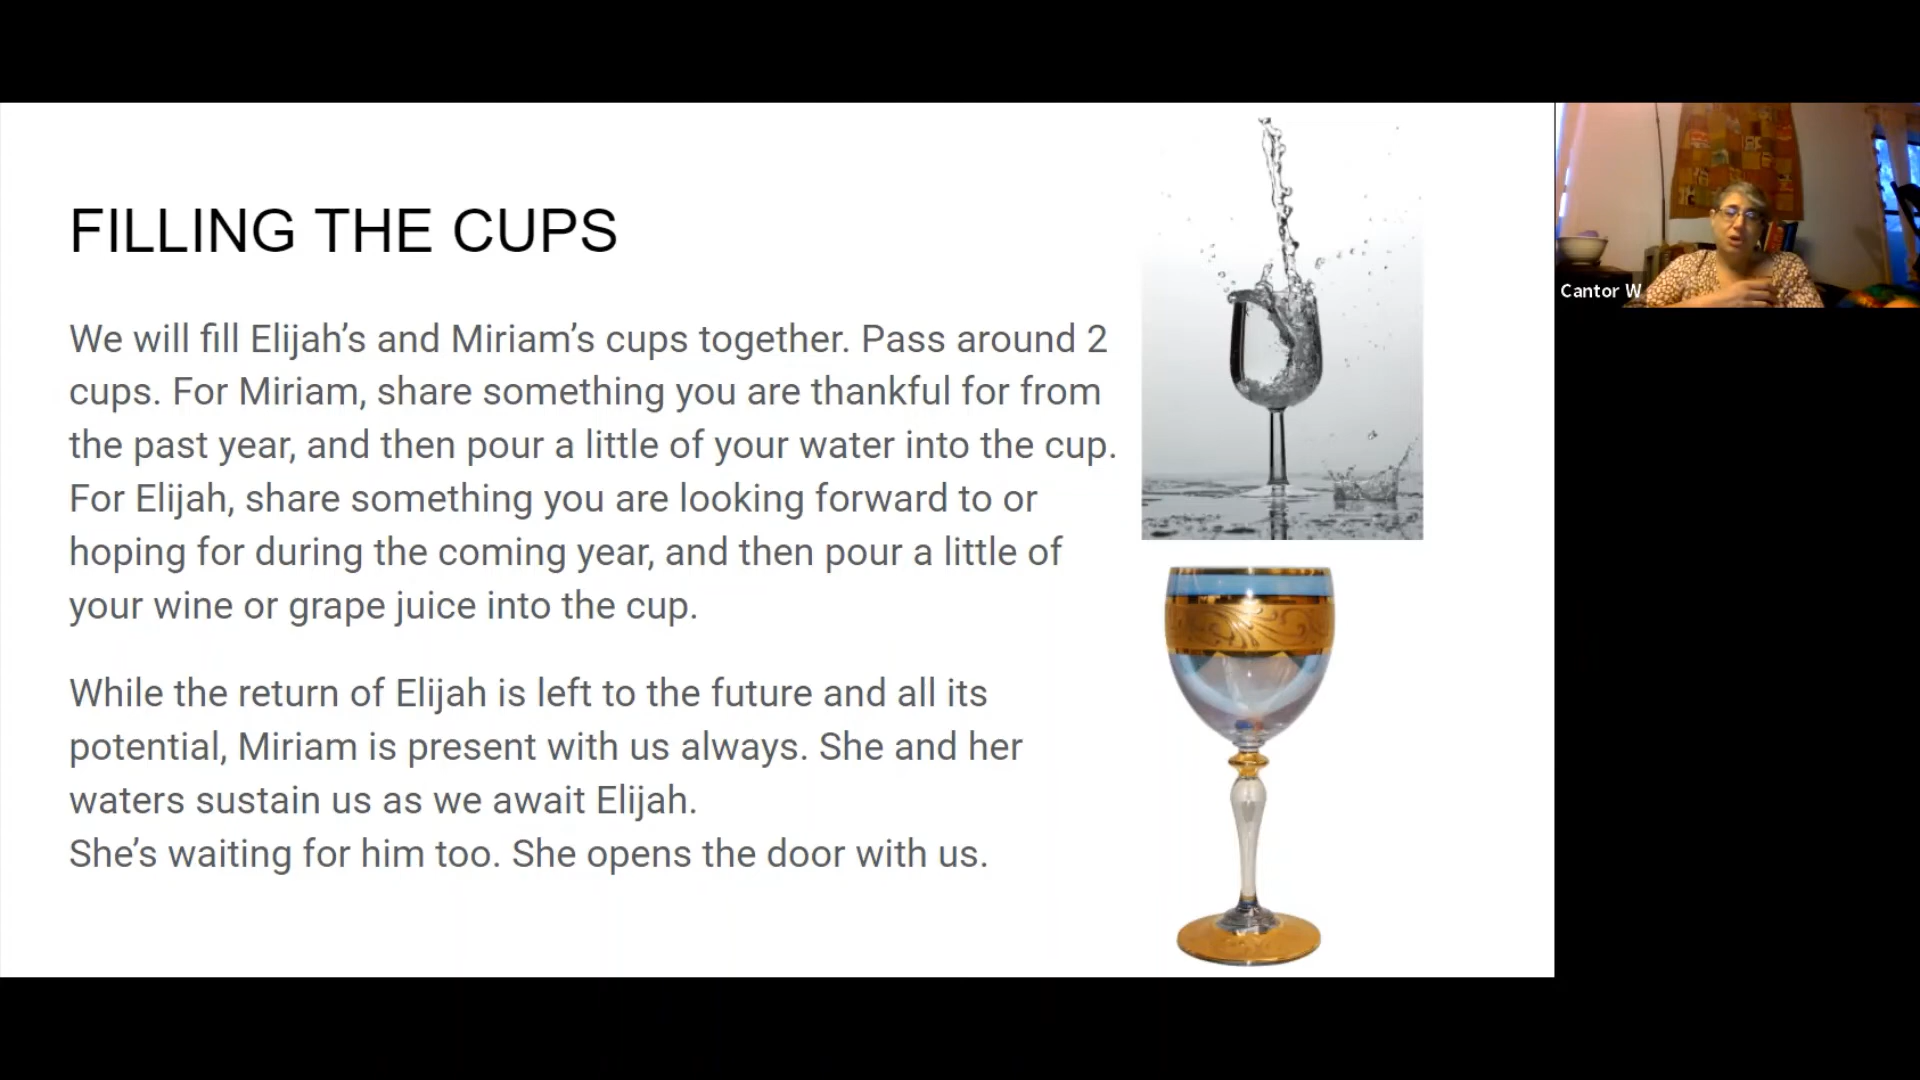 FILLING THE CUPS
We will fill Elijah’s and Miriam’s cups together. Pass around 2
cups. For Miriam, share something you are thankful for from
the past year, and then pour a little of your water into the cup.
For Elijah, share something you are looking forward to or
hoping for during the coming year, and then pour a little of
your wine or grape juice into the cup.
While the return of Elijah is left to the future and all its
potential, Miriam is present with us always. She and her
waters sustain us as we await Elijah.
She’s waiting for him too. She opens the door with us.
Cantor W